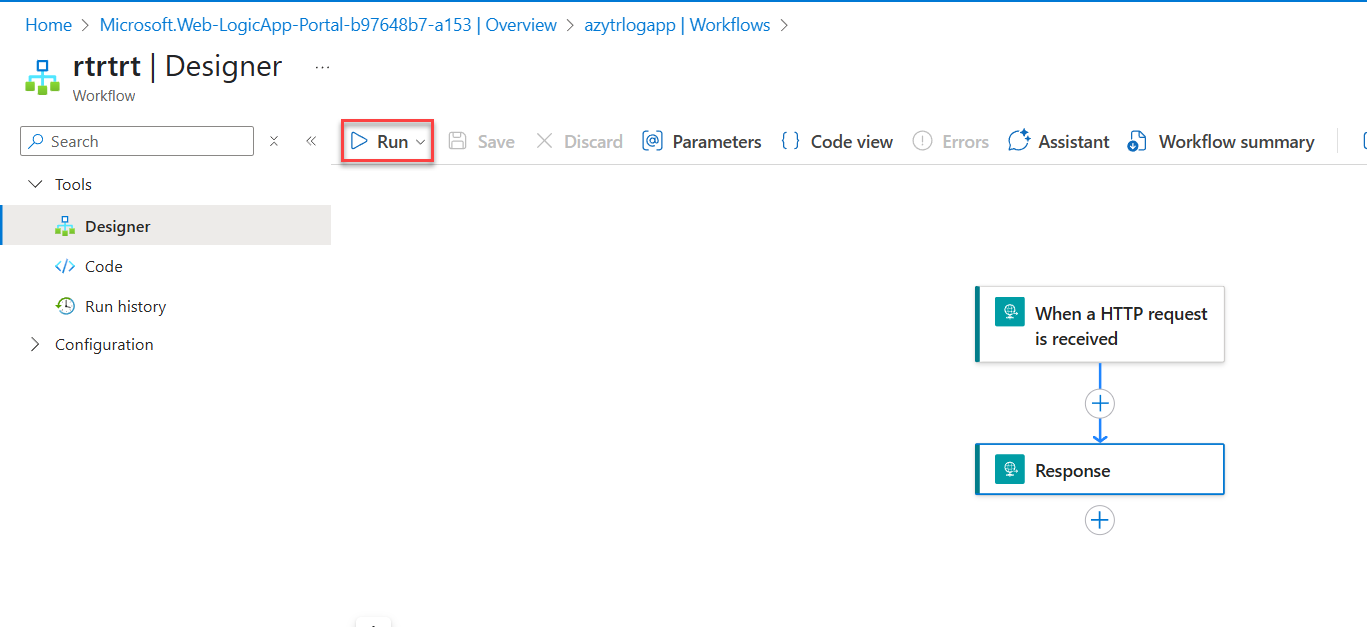 Home > Microsoft.Web-LogicApp-Portal-b97648b7-a153 | Overview > azytrlogapp | Workflows >
rtrtrt | Designer ...
Workflow
Search
Run Save Discard Parameters Code view Errors Assistant Workflow summary
Tools
Designer
Code
Run history
Configuration
When a HTTP request
is received
Response